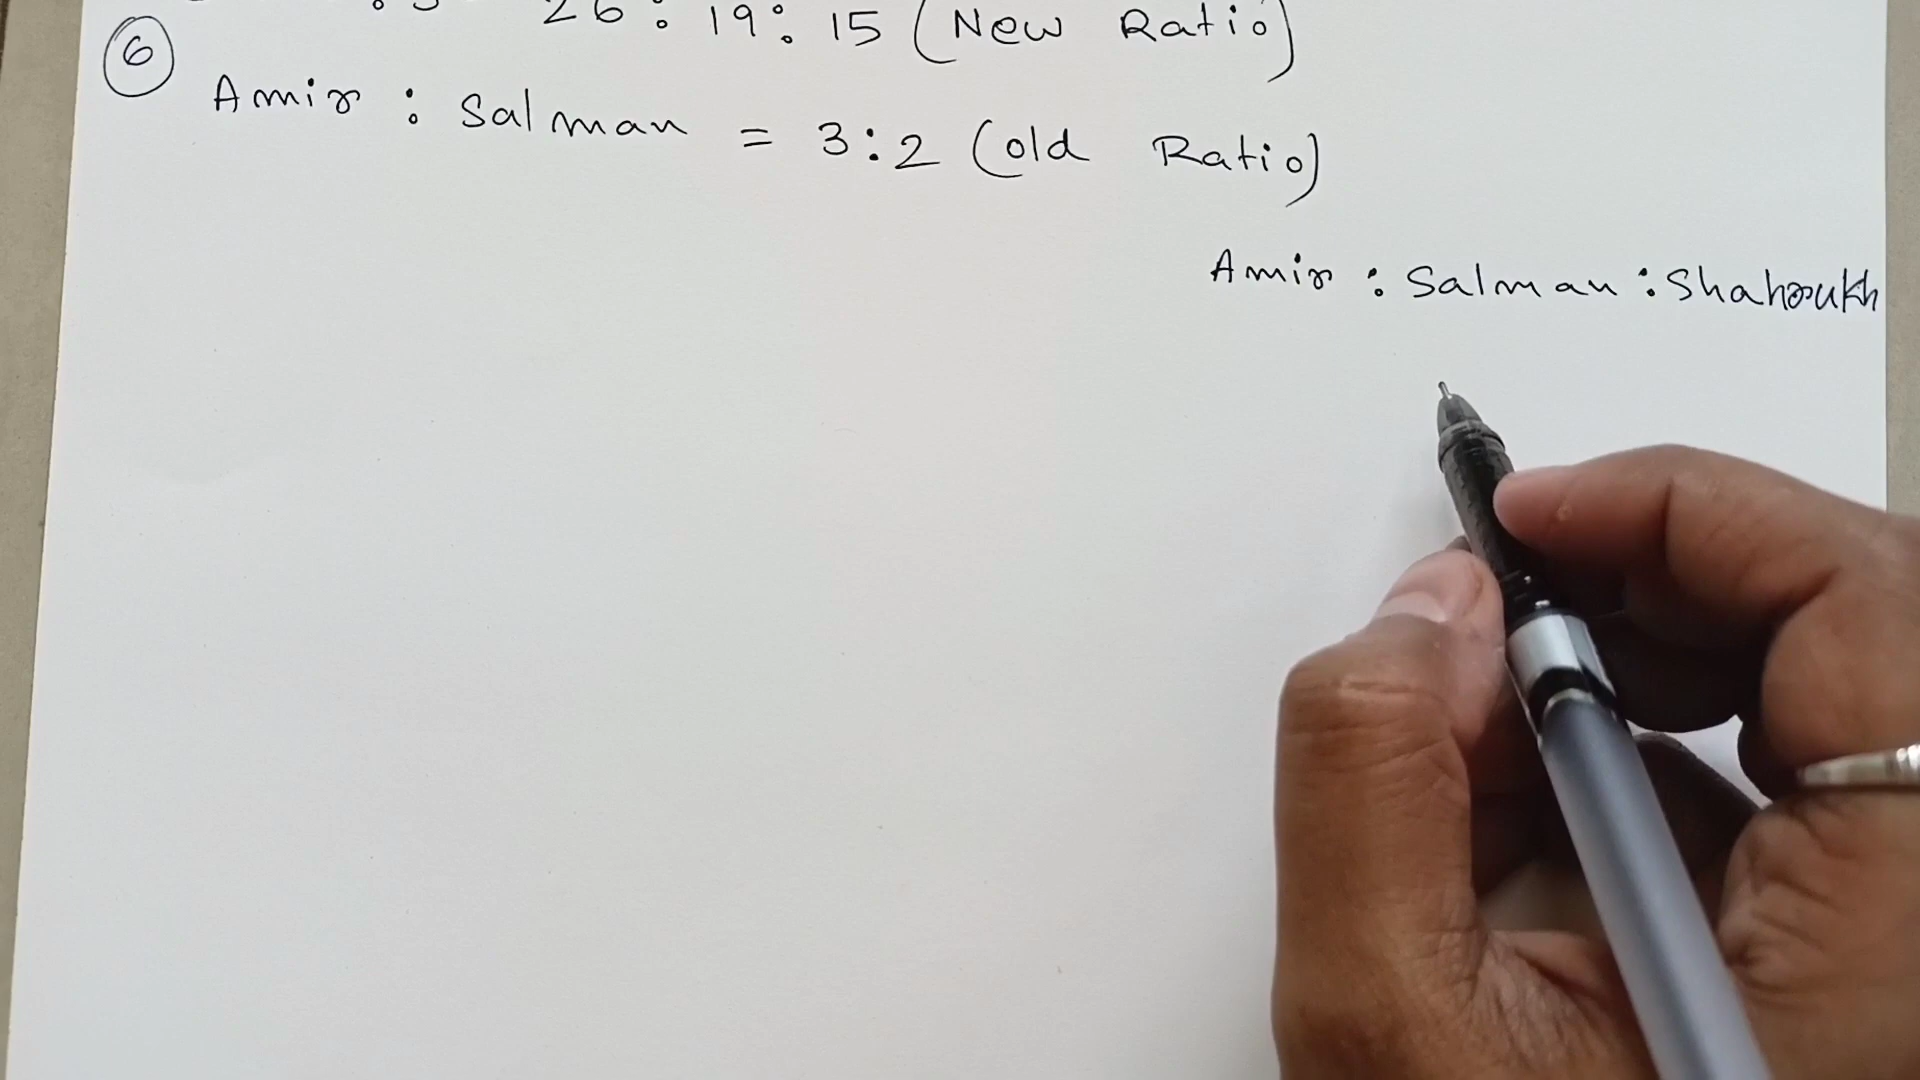 26 : 19 : 15 (New Ratio)
6
Amir : Salman = 3:2 (old Ratio)
Amir : Salman : Shahrukh